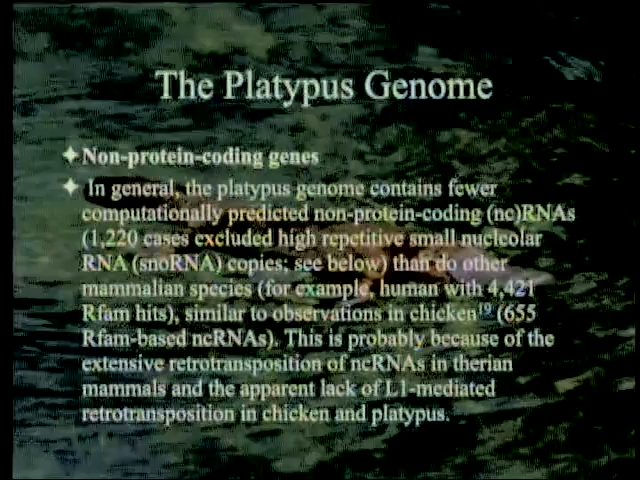 The Platypus Genome
✦Non-protein-coding genes
✦ In general, the platypus genome contains fewer
computationally predicted non-protein-coding (nc)RNAs
(1,220 cases excluded high repetitive small nucleolar
RNA (snoRNA) copies; see below) than do other
mammalian species (for example, human with 4,421
Rfam hits), similar to observations in chicken¹⁹ (655
Rfam-based ncRNAs). This is probably because of the
extensive retrotransposition of ncRNAs in therian
mammals and the apparent lack of L1-mediated
retrotransposition in chicken and platypus.